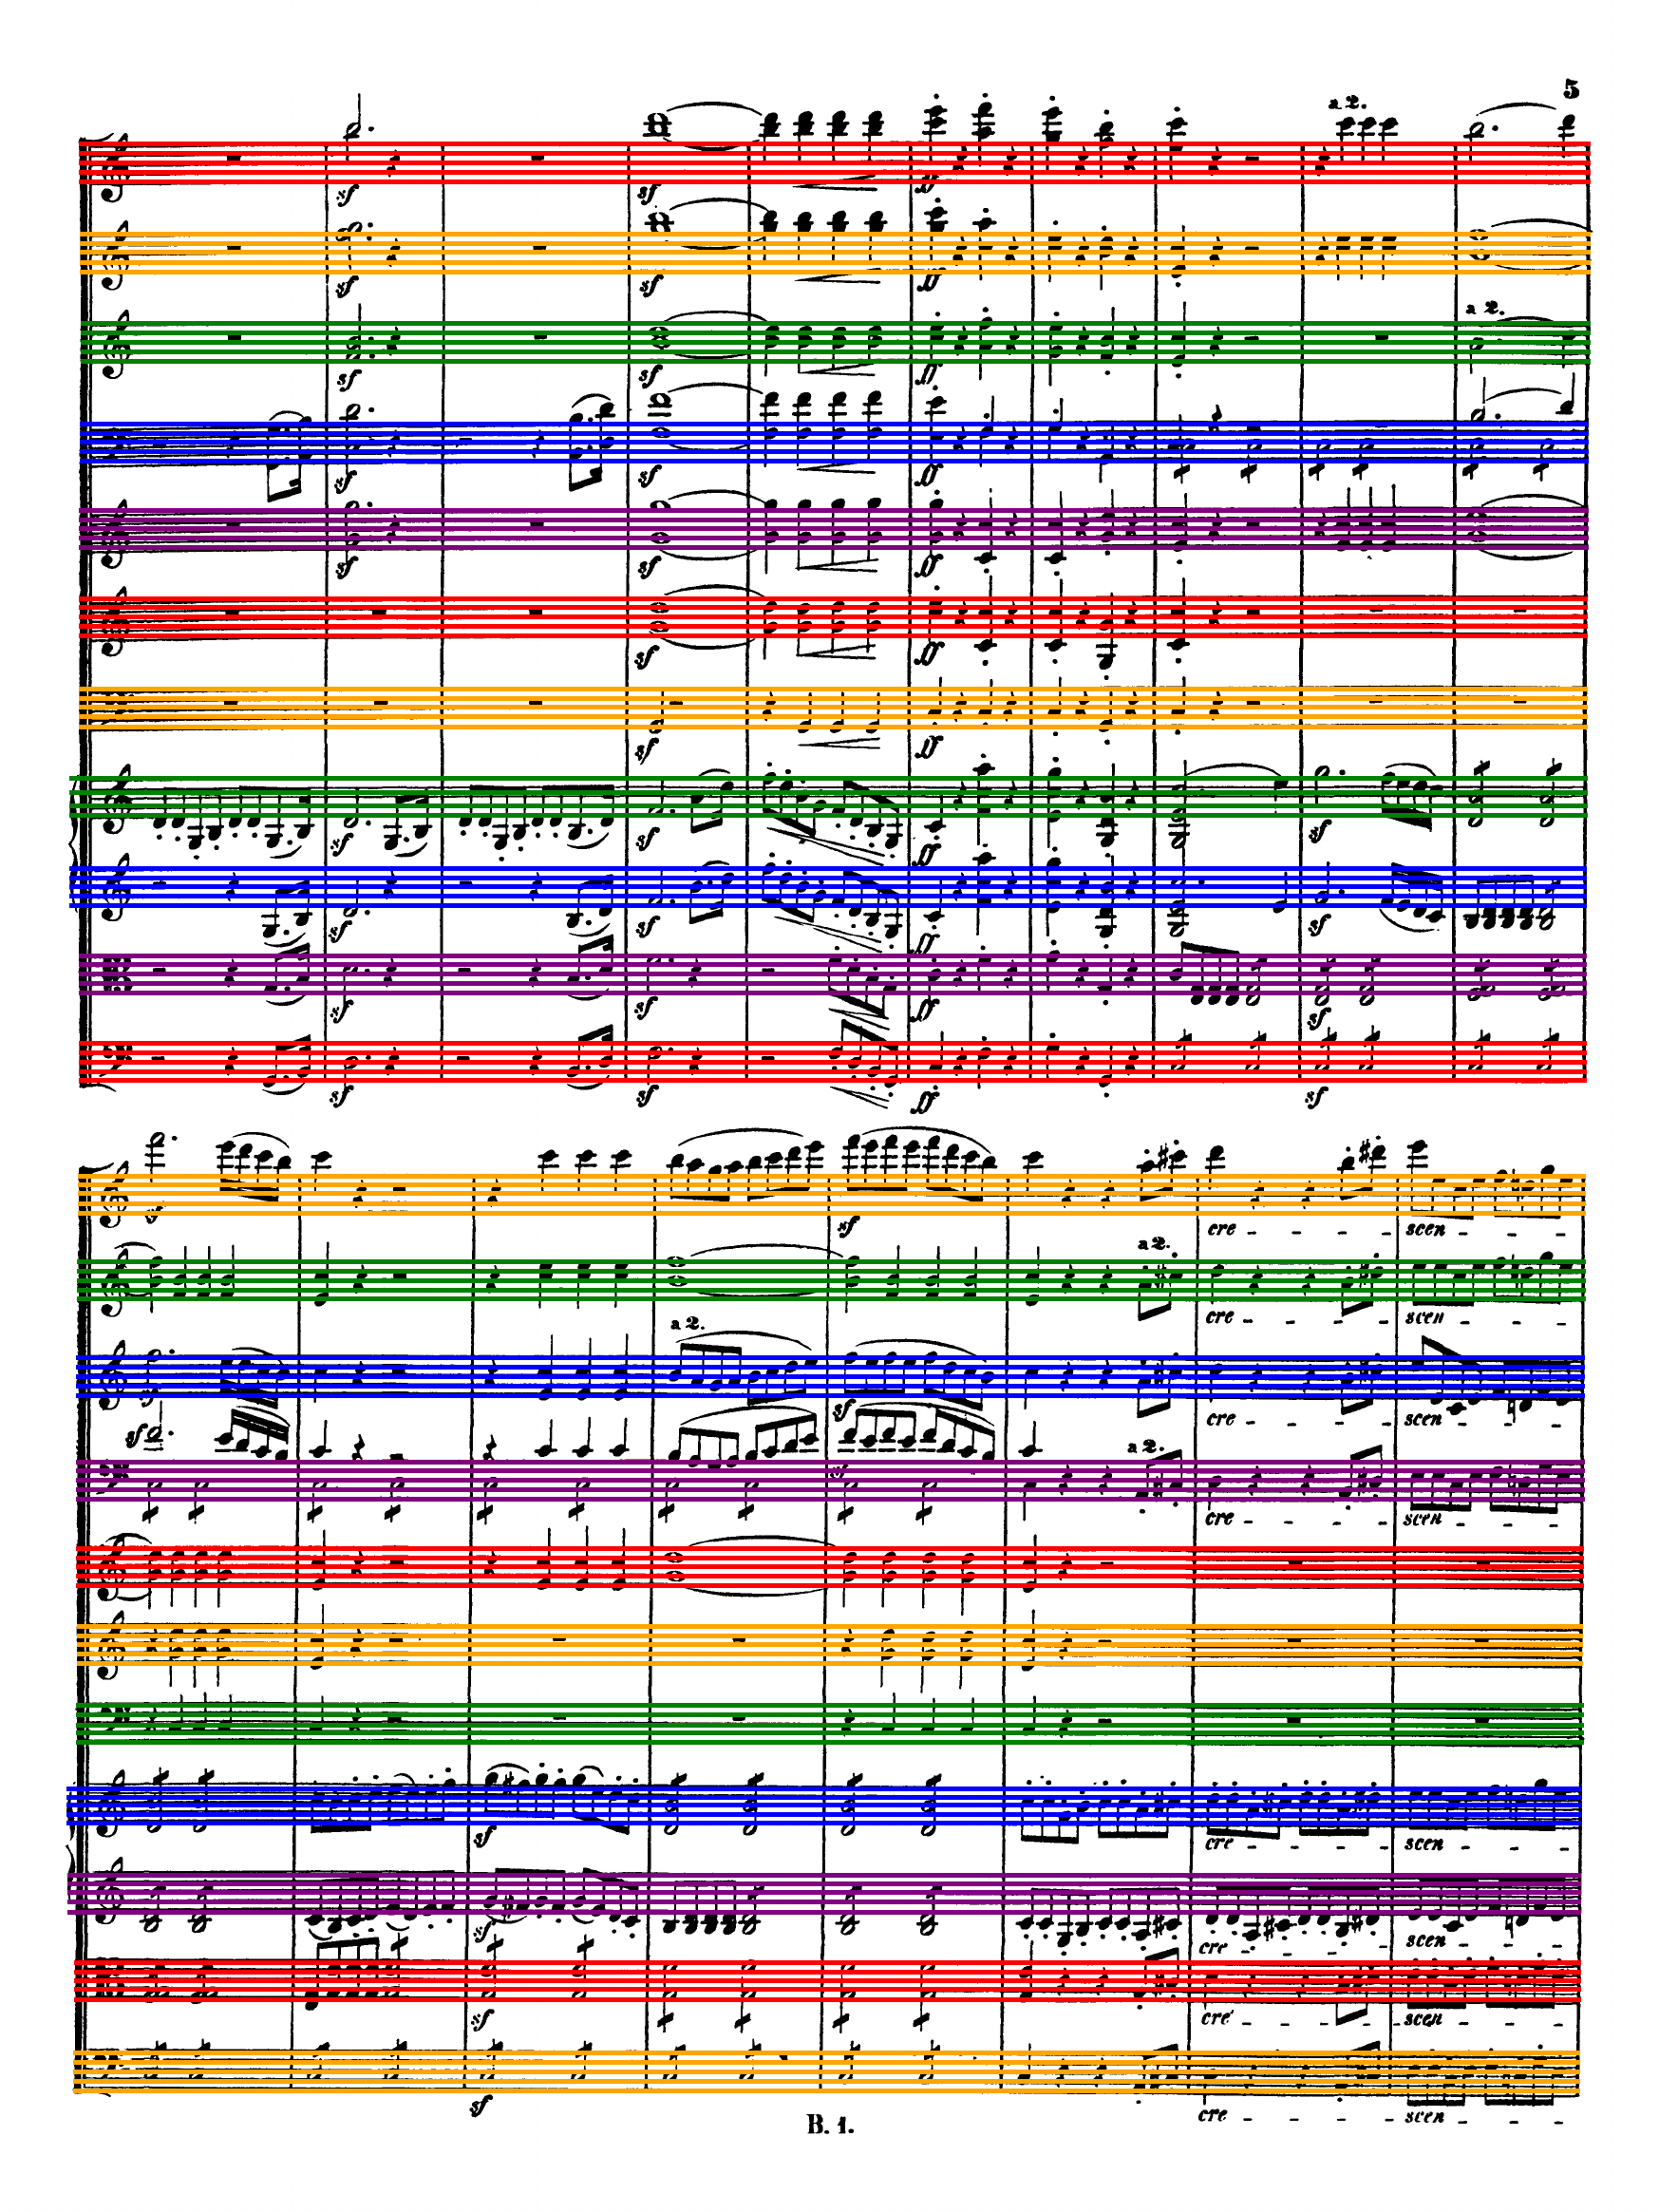 5
a 2.
sf sf ff
sf sf ff
a 2.
sf sf ff
sf sf ff
sf sf ff
sf ff
sf ff
sf sf ff sf
sf sf ff sf
sf sf ff sf
sf sf ff sf
sf cre - - - - scen - - -
a 2.
cre - - - - scen - - -
a 2.
sf cre - - - - scen - - -
sf a 2.
cre - - - - scen - - -
sf cre - - - - scen - - -
sf cre - - - - scen - - -
sf cre - - - - scen - - -
sf cre - - - - scen - - -
B. 1.